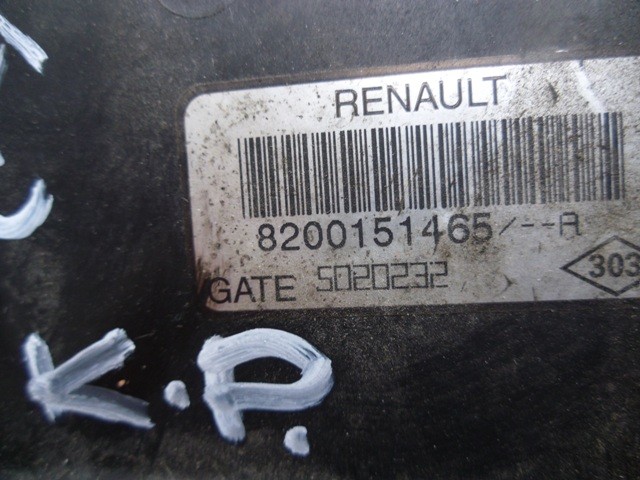 RENAULT
8200151465/--A
GATE 5020232
303
K.P.